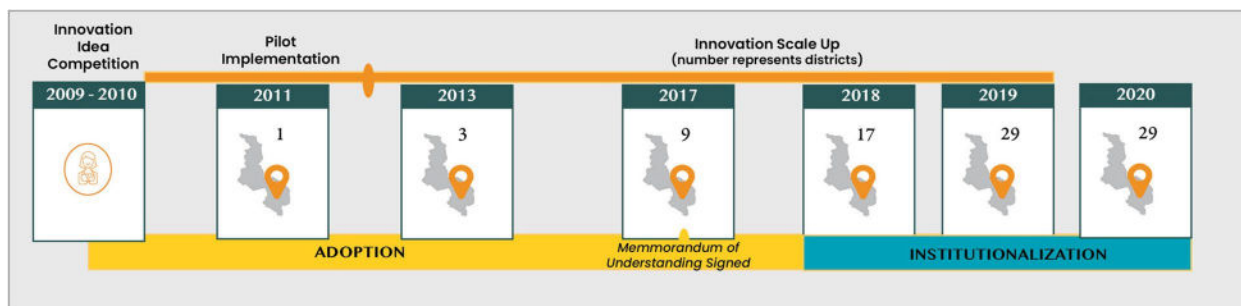 Innovation
Idea
Competition
Pilot
Implementation
Innovation Scale Up
(number represents districts)
2009 - 2010
2011
2013
2017
2018
2019
2020
1
3
9
17
29
29
ADOPTION
Memmorandum of
Understanding Signed
INSTITUTIONALIZATION